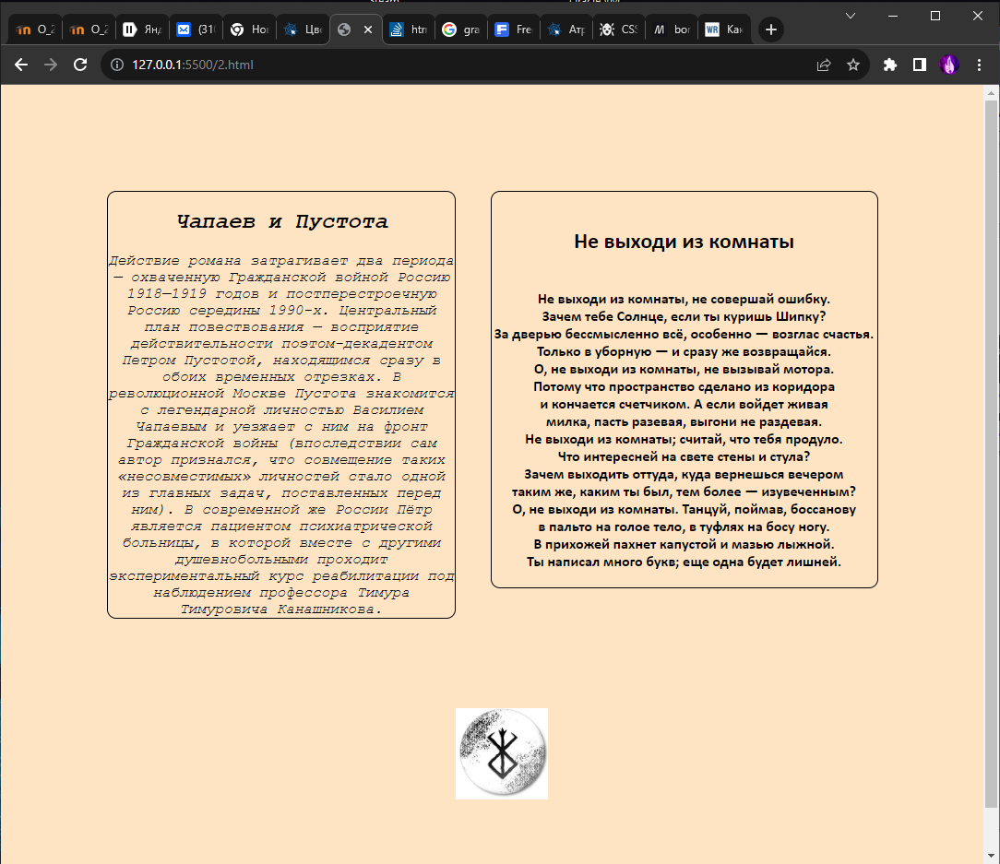 O_2
O_2
Янд
(310
Но
Цве
htm
gra
Fre
Атр
CSS
bor
Как
127.0.0.1:5500/2.html
Чапаев и Пустота
Действие романа затрагивает два периода
— охваченную Гражданской войной Россию
1918—1919 годов и постперестроечную
Россию середины 1990-х. Центральный
план повествования — восприятие
действительности поэтом-декадентом
Петром Пустотой, находящимся сразу в
обоих временных отрезках. В
революционной Москве Пустота знакомится
с легендарной личностью Василием
Чапаевым и уезжает с ним на фронт
Гражданской войны (впоследствии сам
автор признался, что совмещение таких
«несовместимых» личностей стало одной
из главных задач, поставленных перед
ним). В современной же России Пётр
является пациентом психиатрической
больницы, в которой вместе с другими
душевнобольными проходит
экспериментальный курс реабилитации под
наблюдением профессора Тимура
Тимуровича Канашникова.
Не выходи из комнаты
Не выходи из комнаты, не совершай ошибку.
Зачем тебе Солнце, если ты куришь Шипку?
За дверью бессмысленно всё, особенно — возглас счастья.
Только в уборную — и сразу же возвращайся.
О, не выходи из комнаты, не вызывай мотора.
Потому что пространство сделано из коридора
и кончается счетчиком. А если войдет живая
милка, пасть разевая, выгони не раздевая.
Не выходи из комнаты; считай, что тебя продуло.
Что интересней на свете стены и стула?
Зачем выходить оттуда, куда вернешься вечером
таким же, каким ты был, тем более — изувеченным?
О, не выходи из комнаты. Танцуй, поймав, боссанову
в пальто на голое тело, в туфлях на босу ногу.
В прихожей пахнет капустой и мазью лыжной.
Ты написал много букв; еще одна будет лишней.